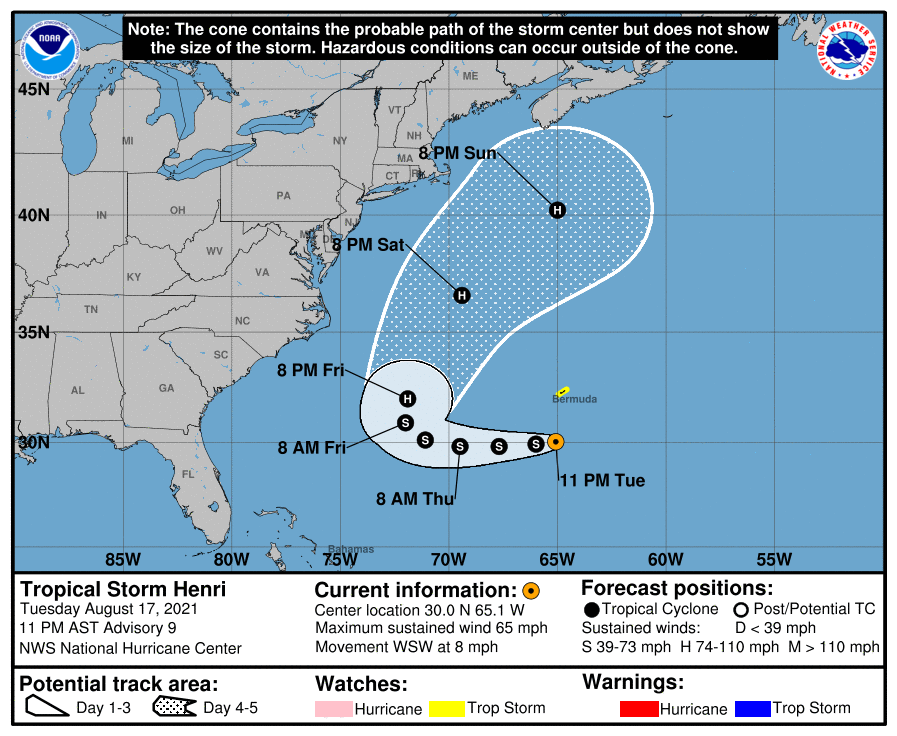 Note: The cone contains the probable path of the storm center but does not show
the size of the storm. Hazardous conditions can occur outside of the cone.
NOAA
NATIONAL WEATHER SERVICE
ME
45N
VT
MI
NY
NH
8 PM Sun
MA
CT
RI
PA
40N
IN
OH
NJ
MD
DE
8 PM Sat
WV
KY
VA
TN
NC
35N
SC
8 PM Fri
AL
GA
Bermuda
30N
8 AM Fri
FL
11 PM Tue
8 AM Thu
Bahamas
85W
80W
75W
70W
65W
60W
55W
H
H
H
S
S
S
S
S
Tropical Storm Henri
Tuesday August 17, 2021
11 PM AST Advisory 9
NWS National Hurricane Center
Current information:
Center location 30.0 N 65.1 W
Maximum sustained wind 65 mph
Movement WSW at 8 mph
Forecast positions:
Tropical Cyclone Post/Potential TC
Sustained winds: D < 39 mph
S 39-73 mph H 74-110 mph M > 110 mph
Potential track area:
Day 1-3 Day 4-5
Watches:
Hurricane Trop Storm
Warnings:
Hurricane Trop Storm